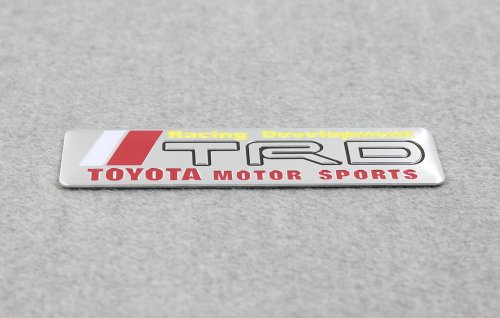 Racing Development
TRD
TOYOTA MOTOR SPORTS